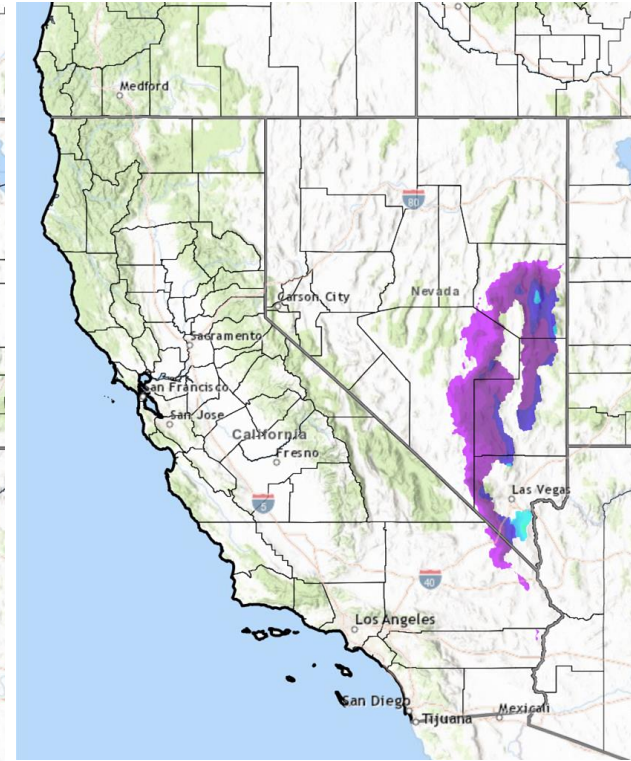 Medford
80
Nevada
Carson City
Sacramento
San Francisco
San Jose
California
Fresno
Las Vegas
5
40
Los Angeles
San Diego
Mexicali
Tijuana